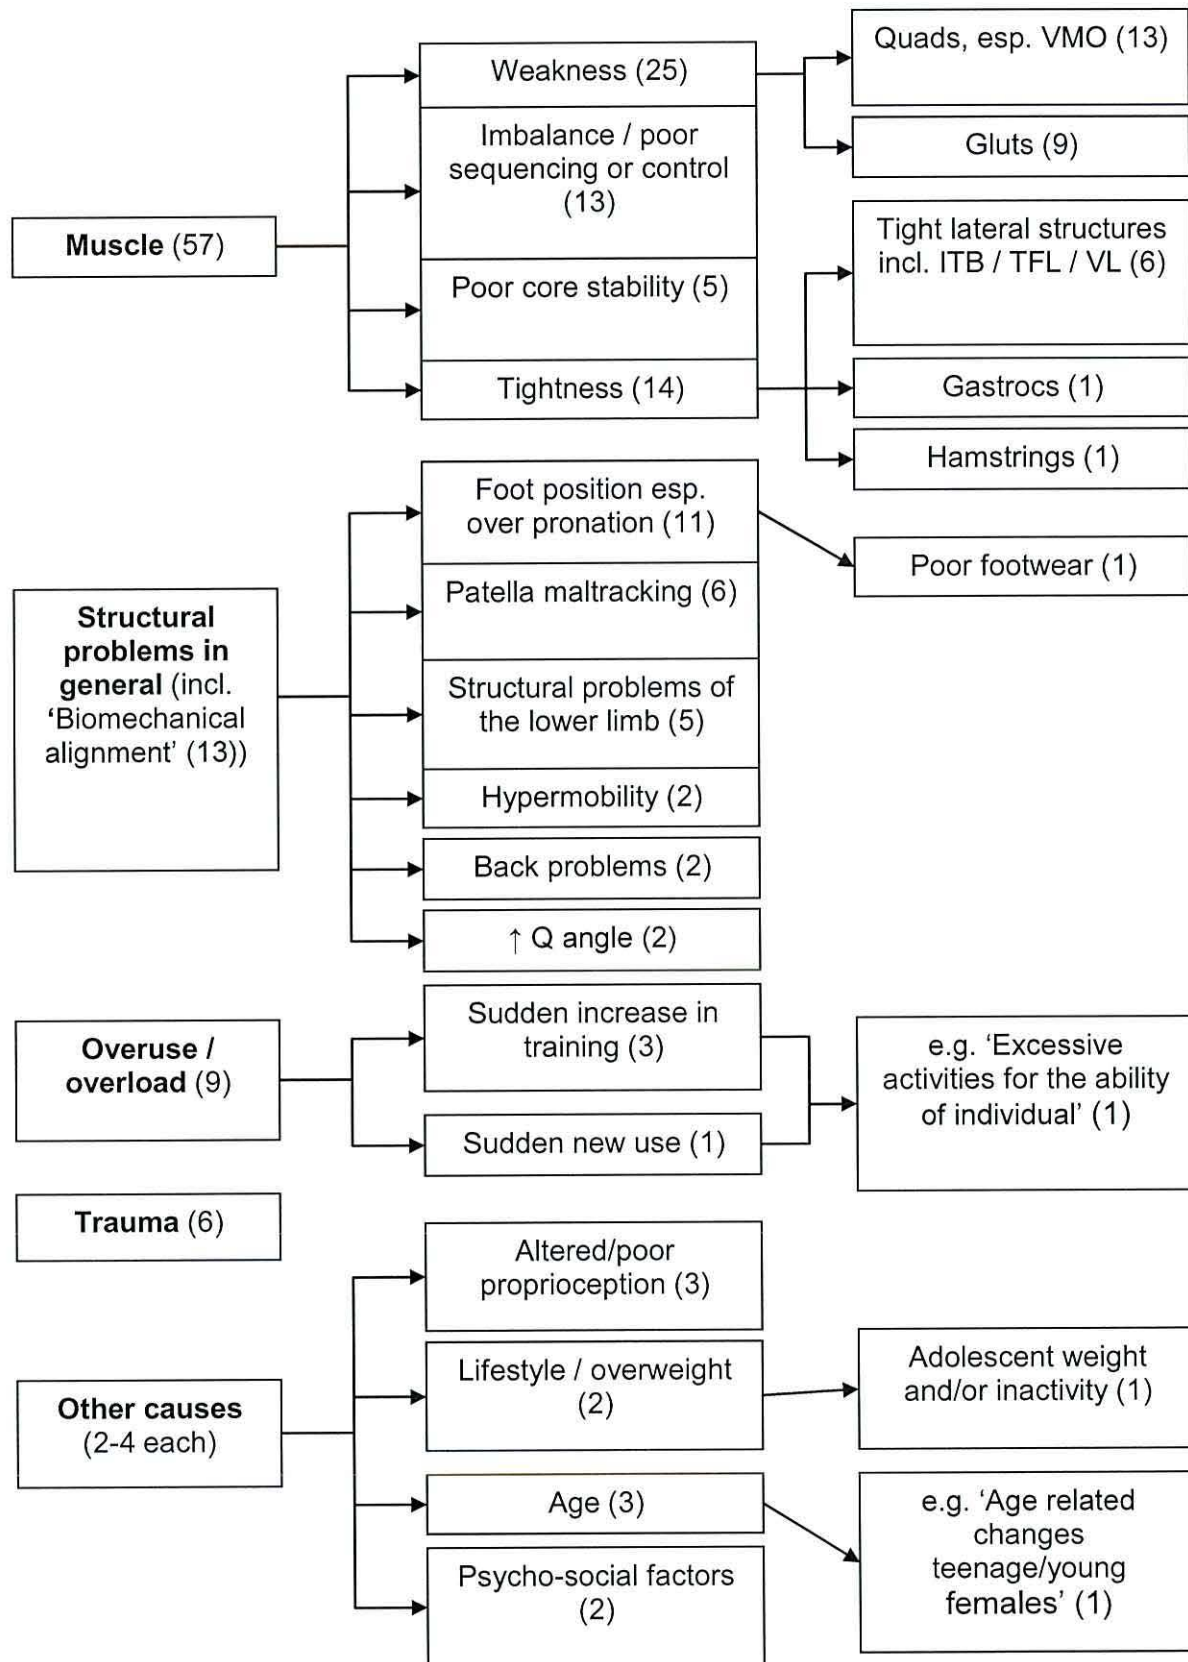 Muscle (57)
Weakness (25)
Imbalance / poor
sequencing or control
(13)
Poor core stability (5)
Tightness (14)
Quads, esp. VMO (13)
Gluts (9)
Tight lateral structures
incl. ITB / TFL / VL (6)
Gastrocs (1)
Hamstrings (1)
Structural
problems in
general (incl.
‘Biomechanical
alignment’ (13))
Foot position esp.
over pronation (11)
Patella maltracking (6)
Structural problems of
the lower limb (5)
Hypermobility (2)
Back problems (2)
↑ Q angle (2)
Poor footwear (1)
Overuse /
overload (9)
Sudden increase in
training (3)
Sudden new use (1)
e.g. ‘Excessive
activities for the ability
of individual’ (1)
Trauma (6)
Other causes
(2-4 each)
Altered/poor
proprioception (3)
Lifestyle / overweight
(2)
Age (3)
Psycho-social factors
(2)
Adolescent weight
and/or inactivity (1)
e.g. ‘Age related
changes
teenage/young
females’ (1)